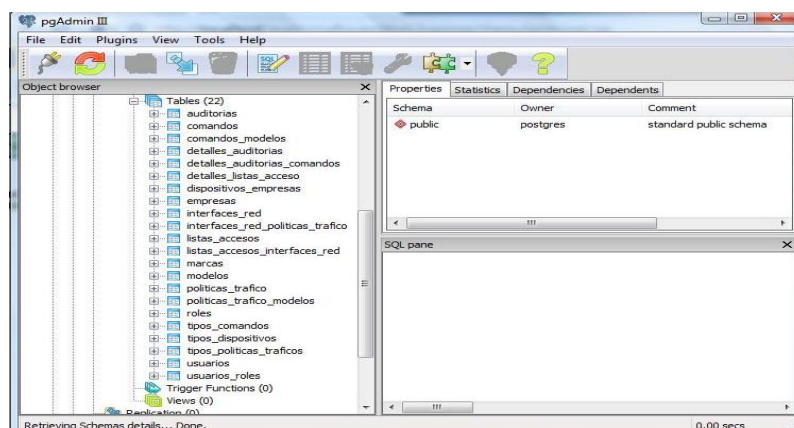 pgAdmin III
File Edit Plugins View Tools Help
Object browser
Tables (22)
auditorias
comandos
comandos_modelos
detalles_auditorias
detalles_auditorias_comandos
detalles_listas_acceso
dispositivos_empresas
empresas
interfaces_red
interfaces_red_politicas_trafico
listas_accesos
listas_accesos_interfaces_red
marcas
modelos
politicas_trafico
politicas_trafico_modelos
roles
tipos_comandos
tipos_dispositivos
tipos_politicas_traficos
usuarios
usuarios_roles
Trigger Functions (0)
Views (0)
Replication (0)
Properties Statistics Dependencies Dependents
Schema Owner Comment
public postgres standard public schema
SQL pane
Retrieving Schemas details... Done. 0.00 secs